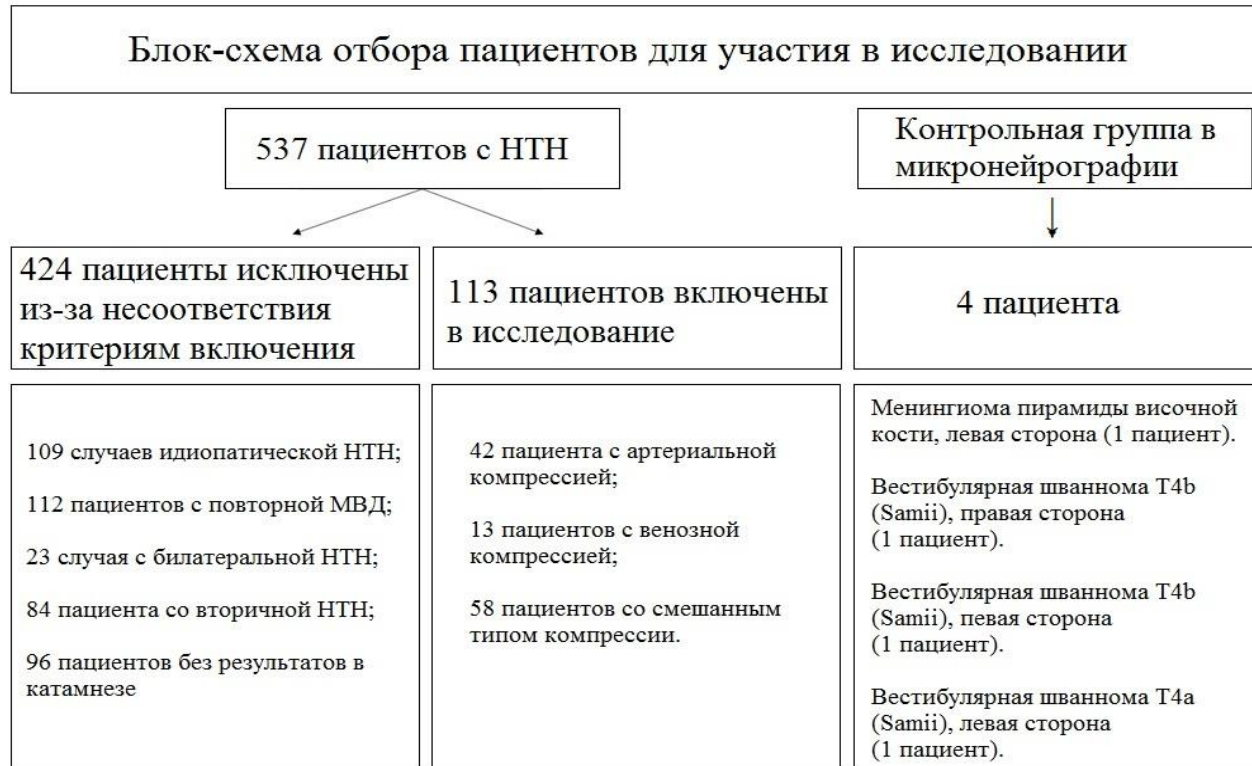 Блок-схема отбора пациентов для участия в исследовании
537 пациентов с НТН
Контрольная группа в
микронейрографии
424 пациенты исключены
из-за несоответствия
критериям включения
113 пациентов включены
в исследование
4 пациента
109 случаев идиопатической НТН;
112 пациентов с повторной МВД;
23 случая с билатеральной НТН;
84 пациента со вторичной НТН;
96 пациентов без результатов в
катамнезе
42 пациента с артериальной
компрессией;
13 пациентов с венозной
компрессией;
58 пациентов со смешанным
типом компрессии.
Менингиома пирамиды височной
кости, левая сторона (1 пациент).
Вестибулярная шваннома T4b
(Samii), правая сторона
(1 пациент).
Вестибулярная шваннома T4b
(Samii), певая сторона
(1 пациент).
Вестибулярная шваннома T4a
(Samii), левая сторона
(1 пациент).